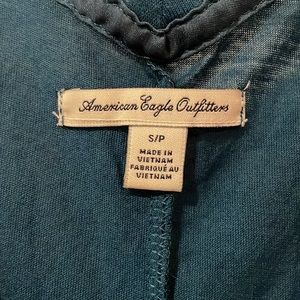 American Eagle Outfitters
S/P
MADE IN
VIETNAM
FABRIQUÉ AU
VIETNAM